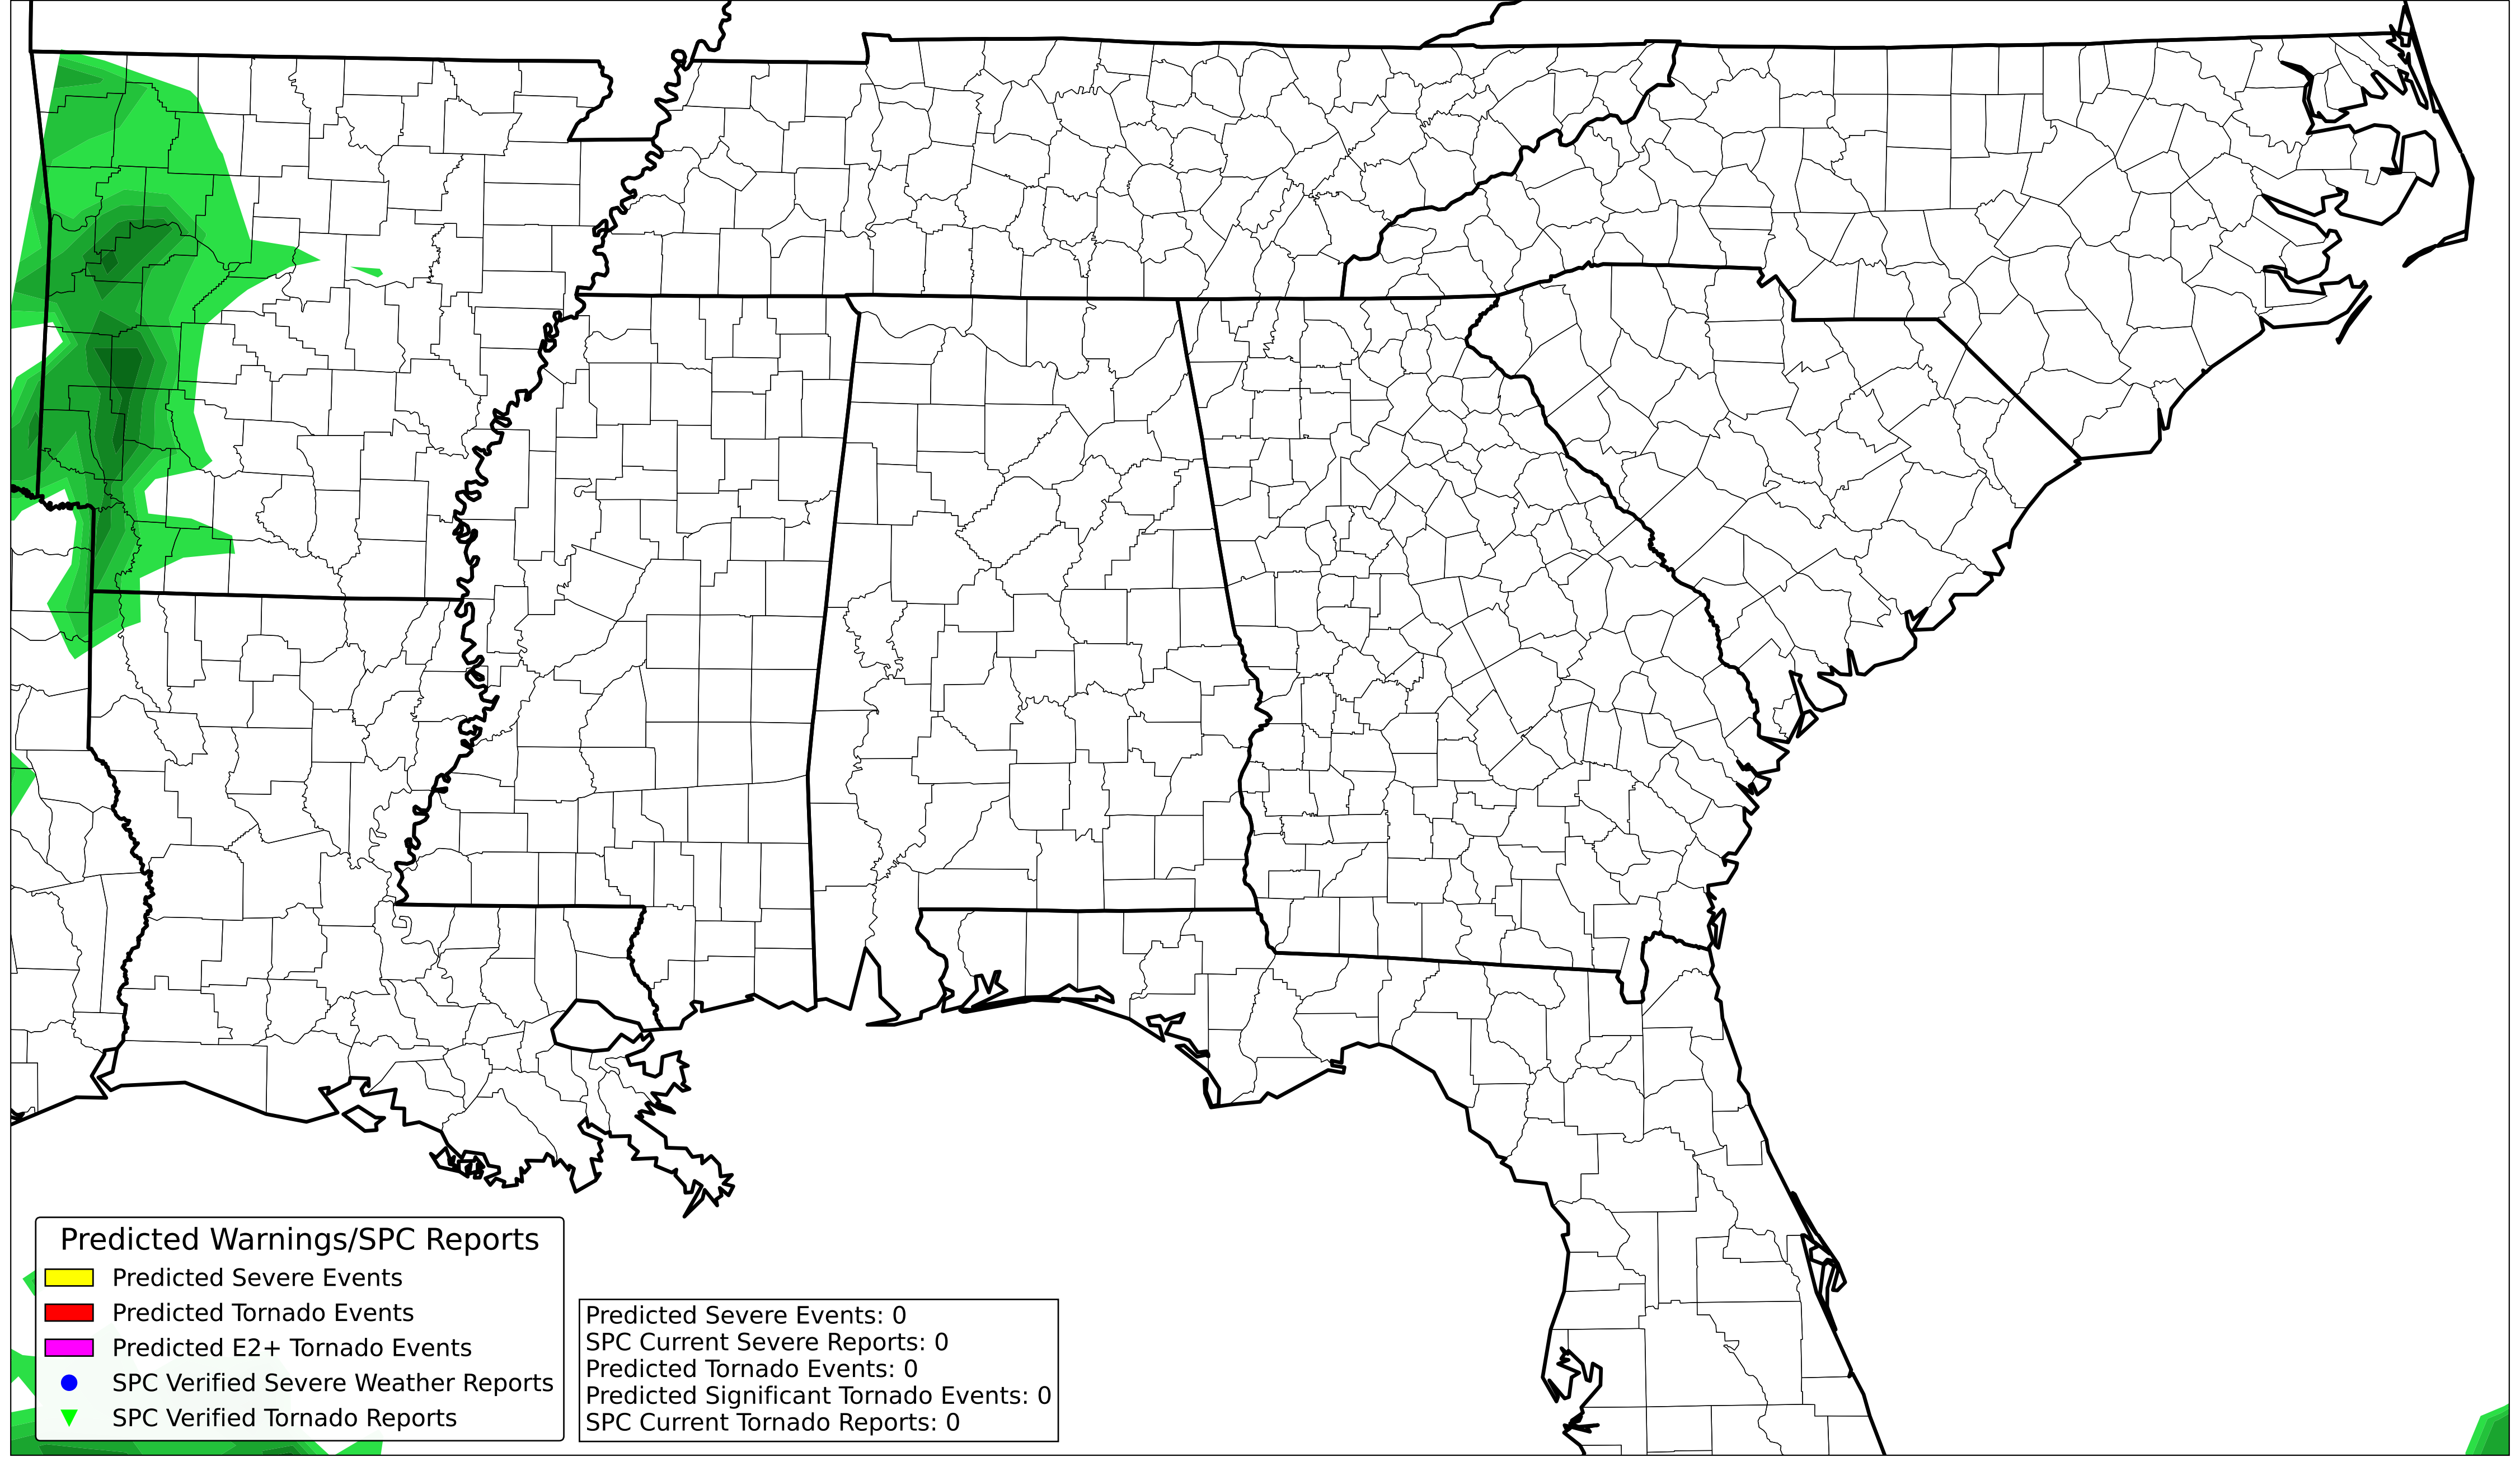 Predicted Warnings/SPC Reports
Predicted Severe Events
Predicted Tornado Events
Predicted E2+ Tornado Events
SPC Verified Severe Weather Reports
SPC Verified Tornado Reports
Predicted Severe Events: 0
SPC Current Severe Reports: 0
Predicted Tornado Events: 0
Predicted Significant Tornado Events: 0
SPC Current Tornado Reports: 0